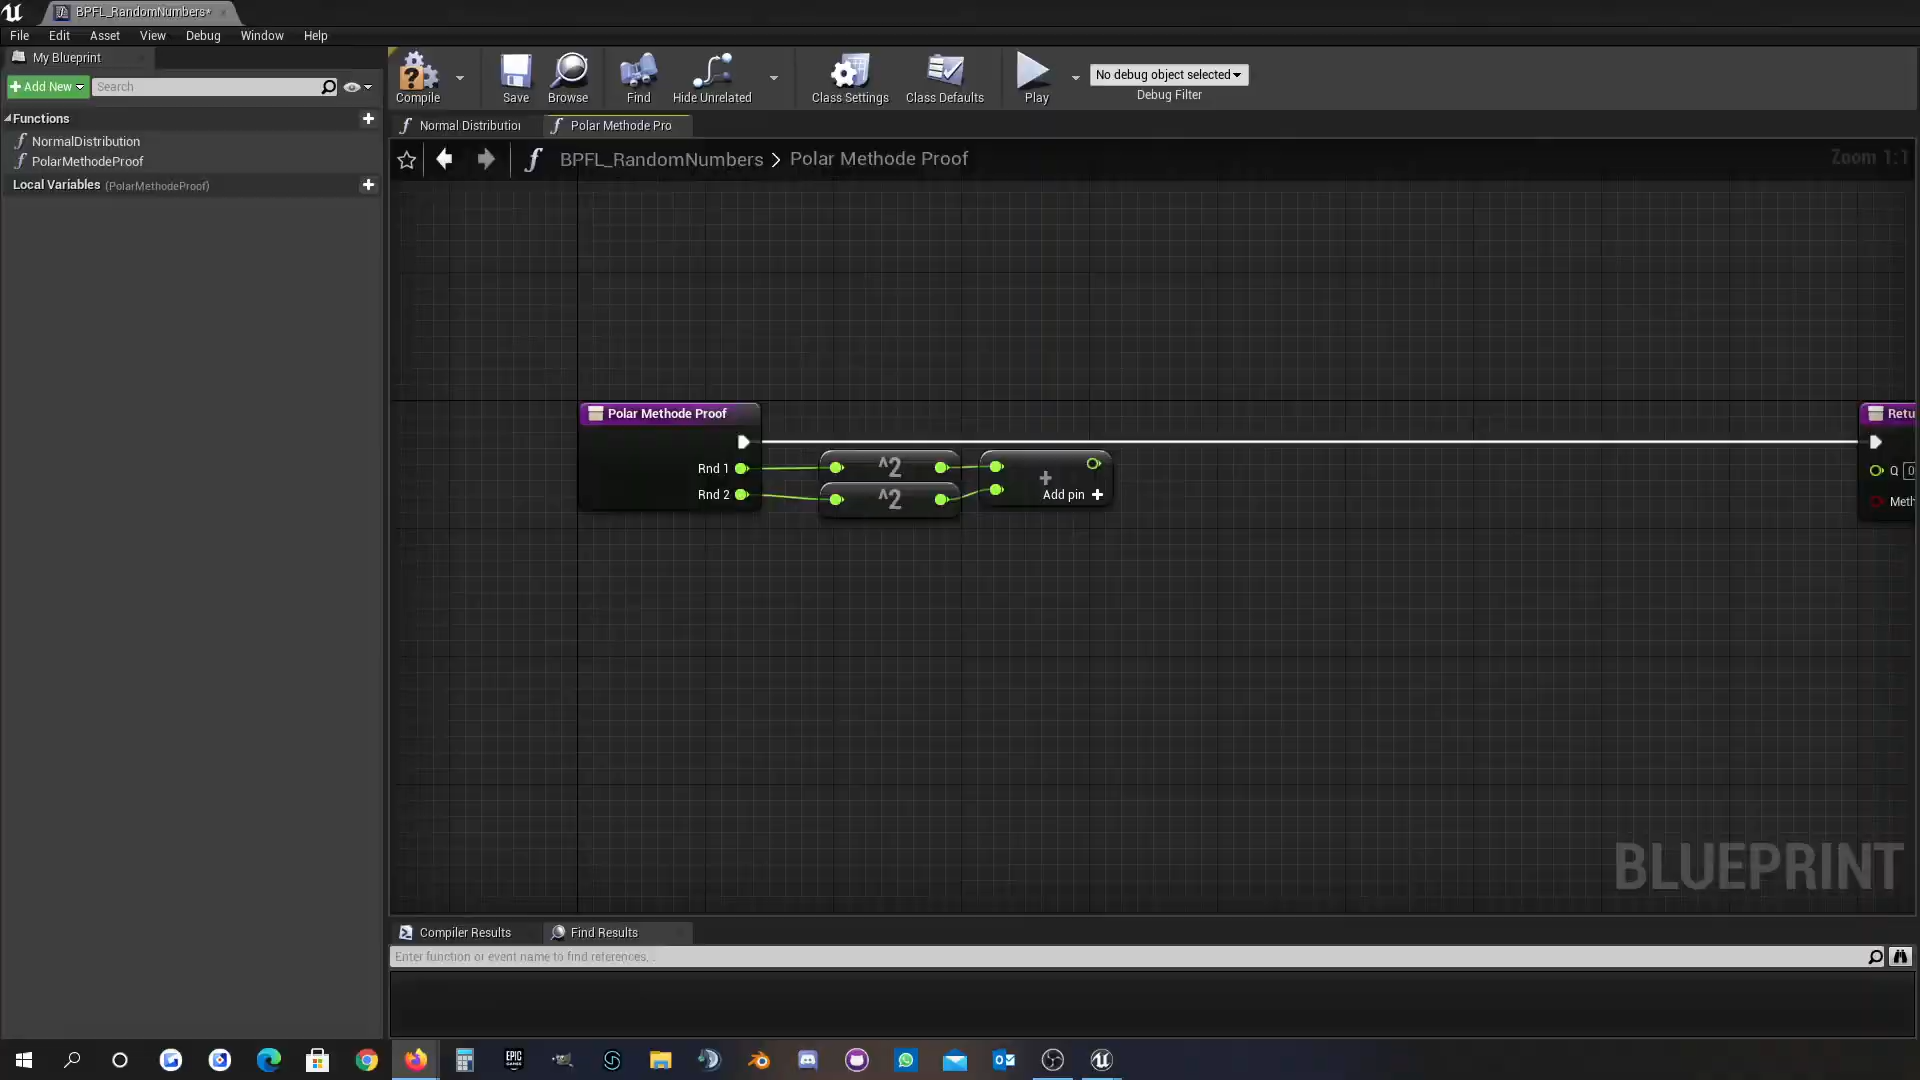 BPFL_RandomNumbers*
File Edit Asset View Debug Window Help
My Blueprint
Add New
Search
Functions
NormalDistribution
PolarMethodeProof
Local Variables (PolarMethodeProof)
Compile
Save
Browse
Find
Hide Unrelated
Class Settings
Class Defaults
Play
No debug object selected
Debug Filter
Normal Distributio
Polar Methode Pro
BPFL_RandomNumbers > Polar Methode Proof
Zoom 1:1
Polar Methode Proof
Rnd 1
Rnd 2
^2
^2
+
Add pin +
Retu
Q 0
Meth
BLUEPRINT
Compiler Results
Find Results
Enter function or event name to find references...
EPIC GAMES